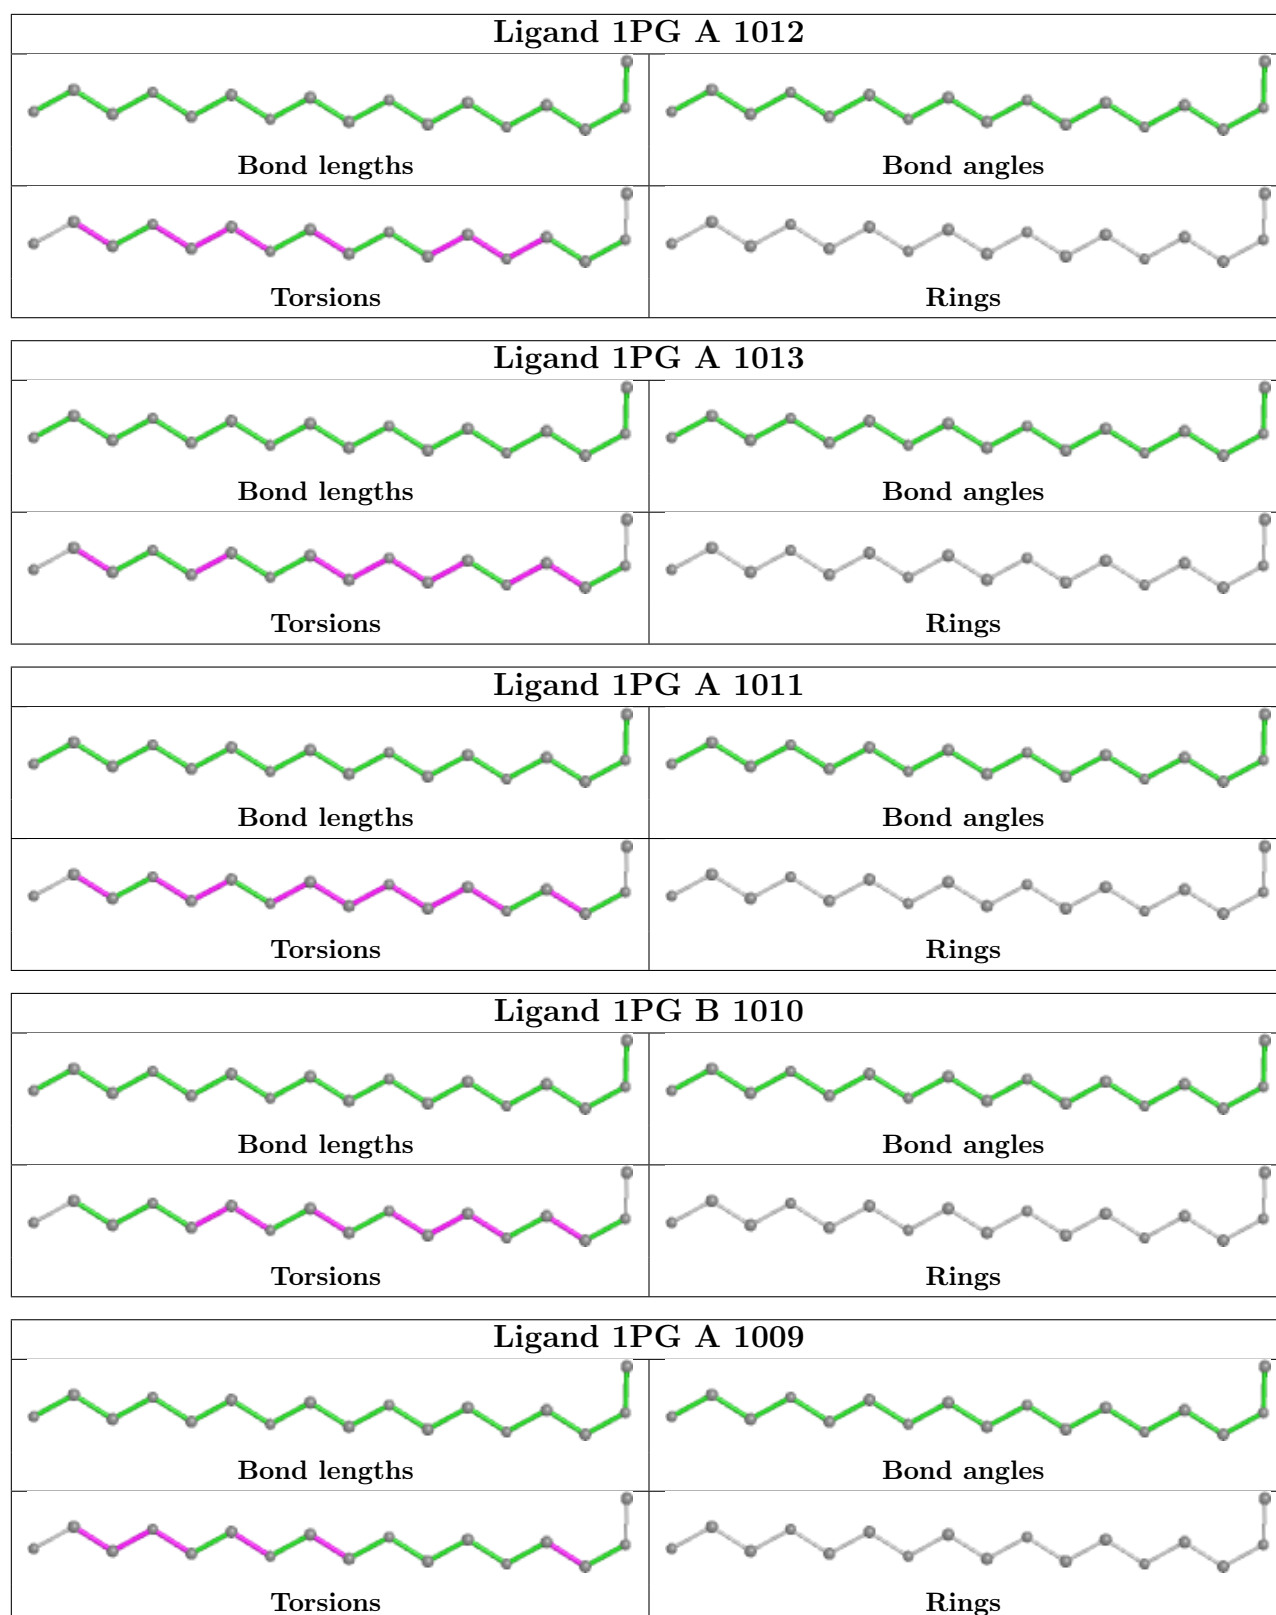 Ligand 1PG A 1012
Bond lengths Bond angles
Torsions Rings
Ligand 1PG A 1013
Bond lengths Bond angles
Torsions Rings
Ligand 1PG A 1011
Bond lengths Bond angles
Torsions Rings
Ligand 1PG B 1010
Bond lengths Bond angles
Torsions Rings
Ligand 1PG A 1009
Bond lengths Bond angles
Torsions Rings